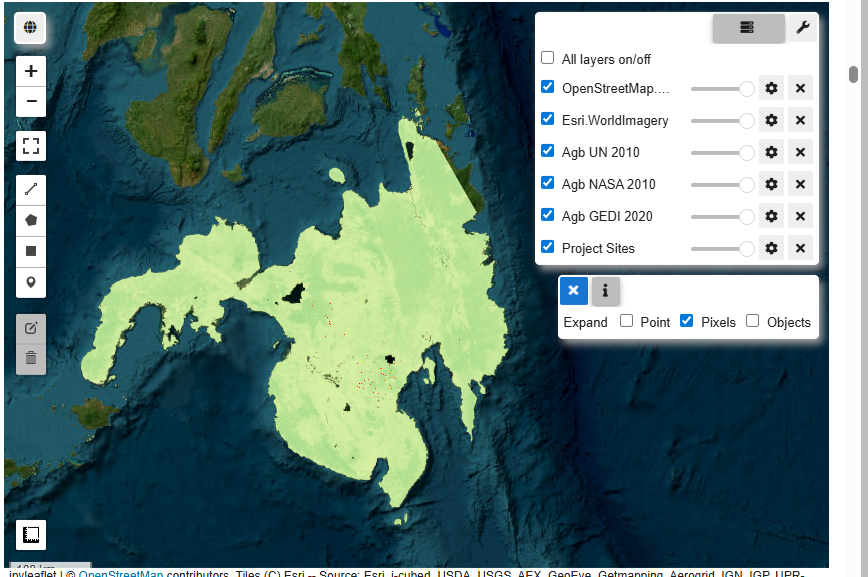 +
−
All layers on/off
OpenStreetMap....
Esri.WorldImagery
Agb UN 2010
Agb NASA 2010
Agb GEDI 2020
Project Sites
i
Expand Point Pixels Objects
ipyleaflet | © OpenStreetMap contributors, Tiles (C) Esri -- Source: Esri, i-cubed, USDA, USGS, AEX, GeoEye, Getmapping, Aerogrid, IGN, IGP, UPR-